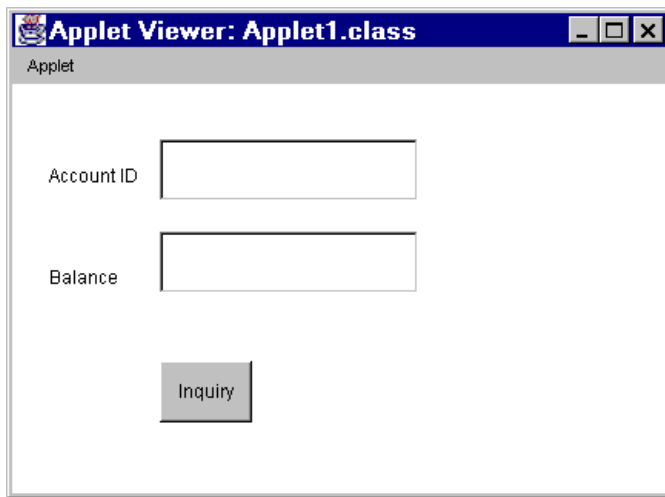 Applet Viewer: Applet1.class
Applet
Account ID
Balance
Inquiry